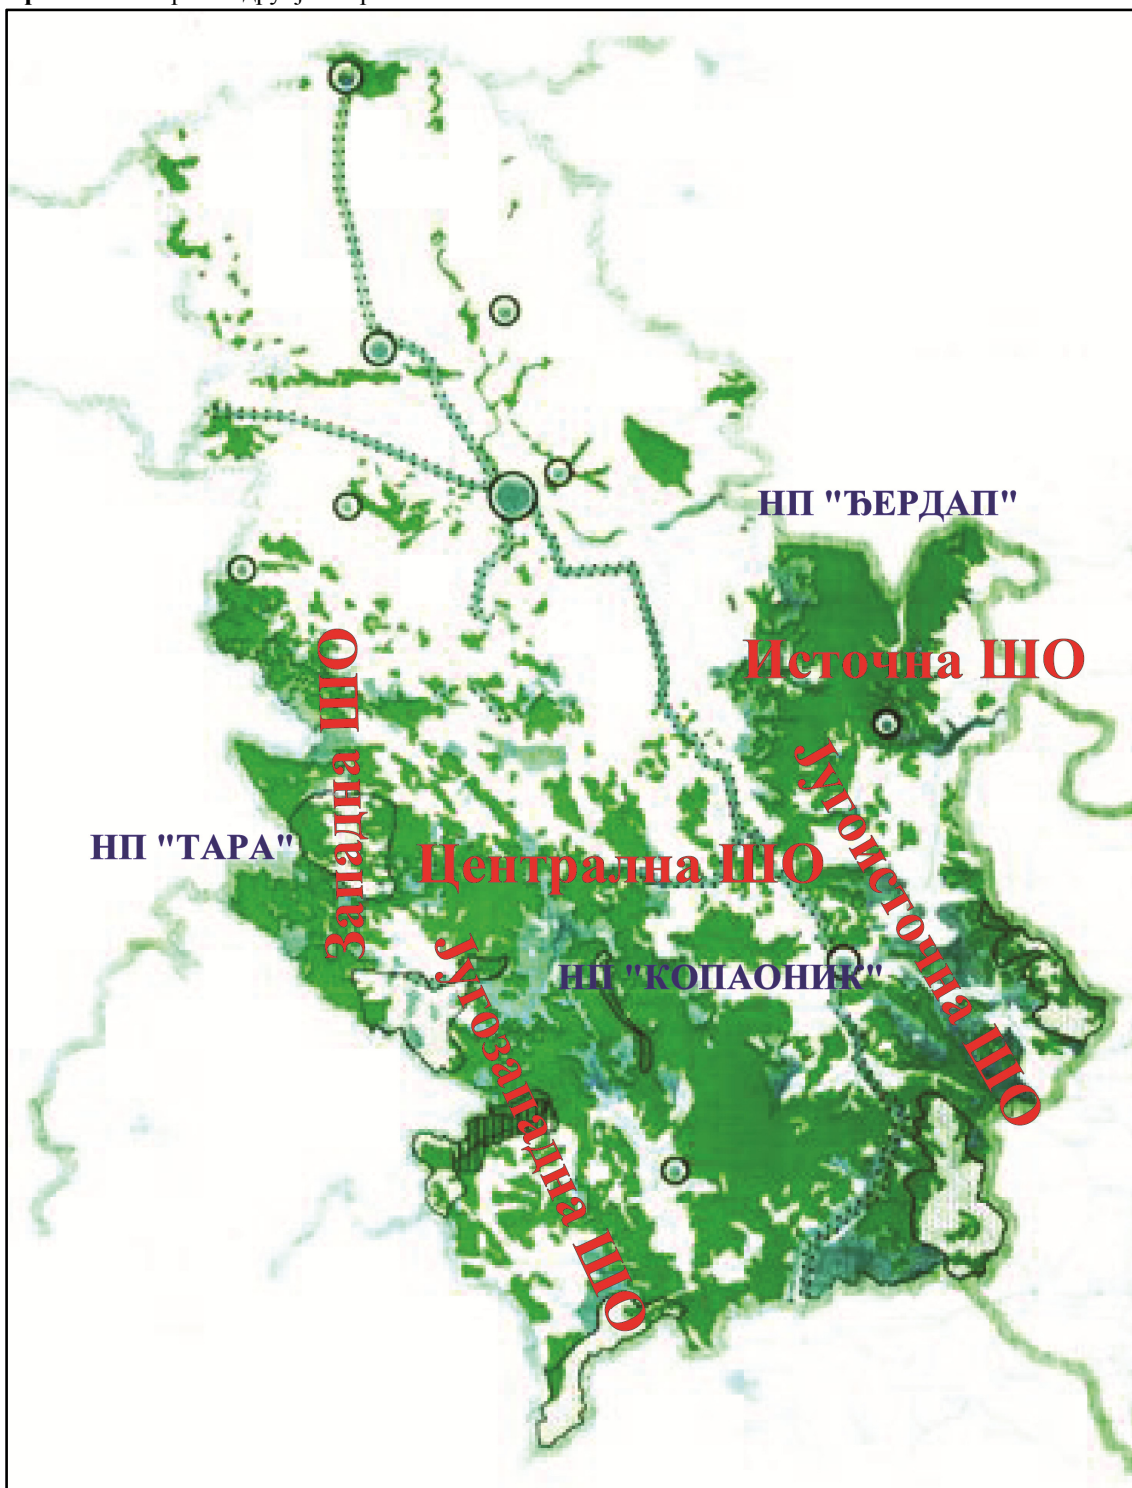 НП "ЂЕРДАП"
Источна ШО
Западна ШО
Југоисточна ШО
НП "ТАРА"
Централна ШО
Југозападна ШО
НП "КОПАОНИК"